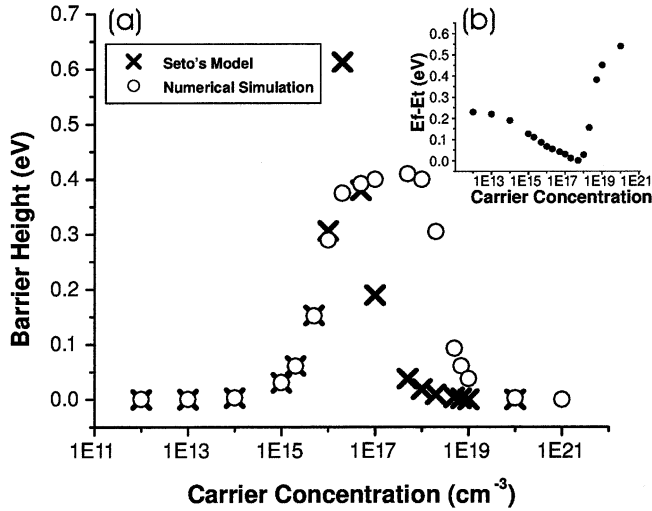 (a)
Seto's Model
Numerical Simulation
0.7
0.6
0.5
0.4
0.3
0.2
0.1
0.0
Barrier Height (eV)
1E11 1E13 1E15 1E17 1E19 1E21
Carrier Concentration (cm-3)
(b)
0.6
0.5
0.4
0.3
0.2
0.1
0.0
Ef-Et (eV)
1E13 1E15 1E17 1E19 1E21
Carrier Concentration